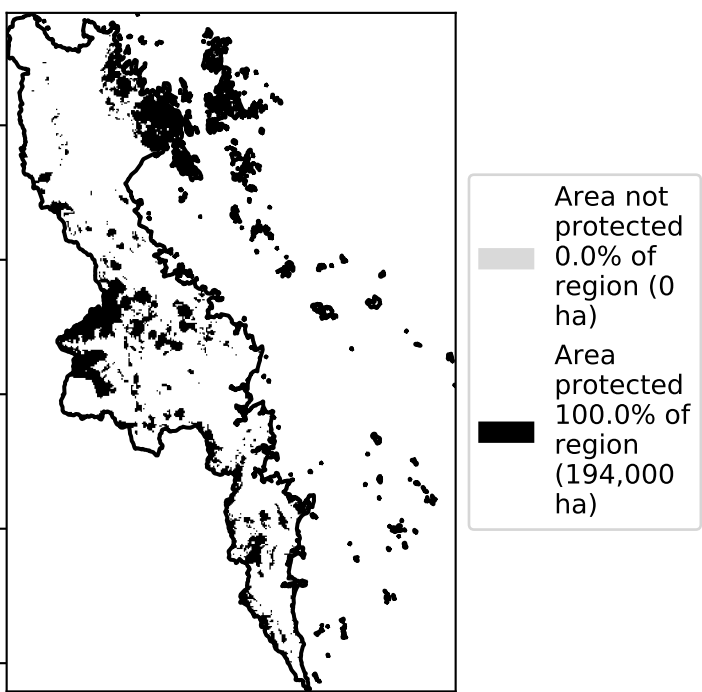 Area not
protected
0.0% of
region (0
ha)
Area
protected
100.0% of
region
(194,000
ha)